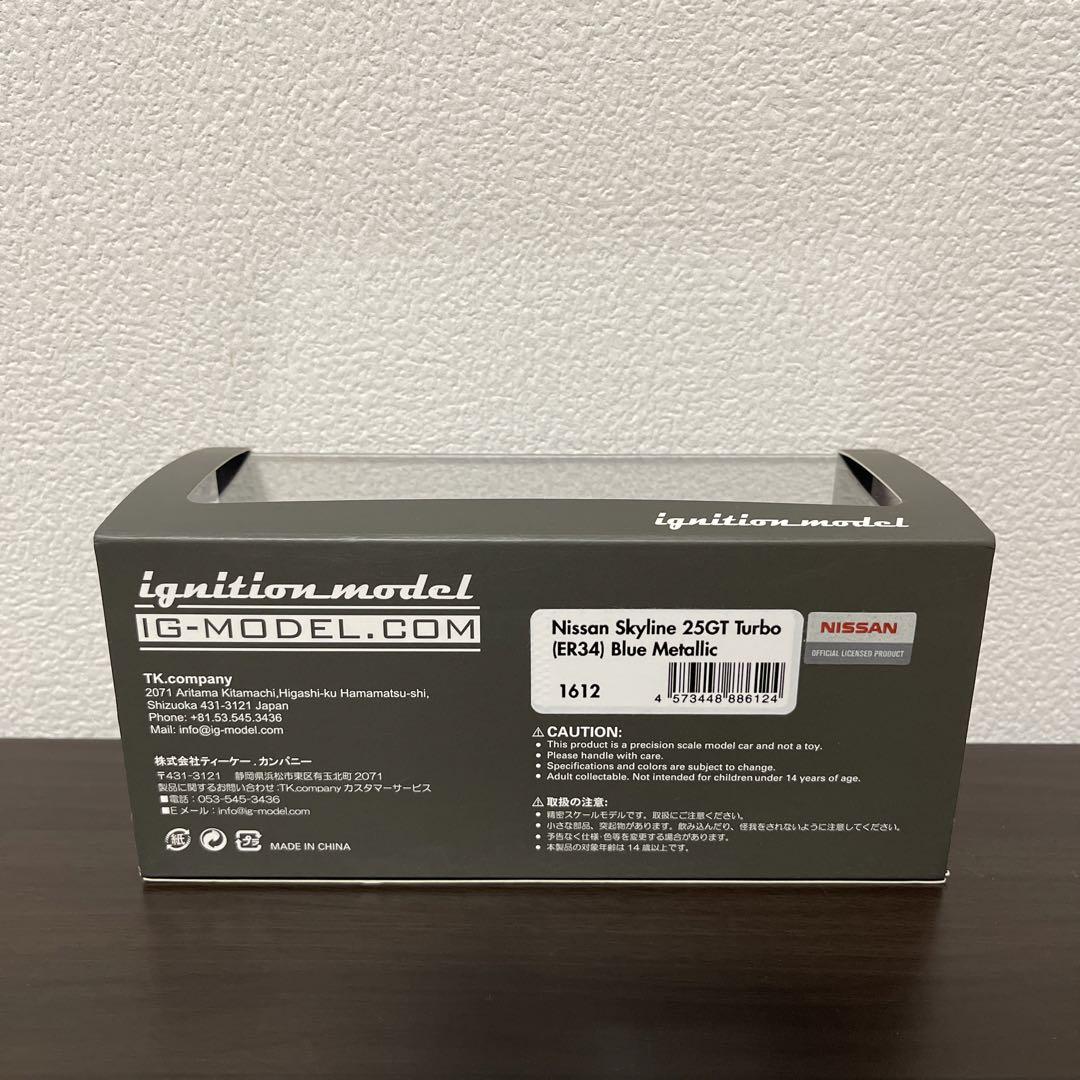 ignition model
ignition model
IG-MODEL.COM
TK.company
2071 Aritama Kitamachi,Higashi-ku Hamamatsu-shi,
Shizuoka 431-3121 Japan
Phone: +81.53.545.3436
Mail: info@ig-model.com
株式会社ティーケー．カンパニー
〒431-3121 静岡県浜松市東区有玉北町 2071
製品に関するお問い合わせ:TK.company カスタマーサービス
■電話：053-545-3436
■Eメール：info@ig-model.com
紙 プラ MADE IN CHINA
Nissan Skyline 25GT Turbo
(ER34) Blue Metallic
1612
4 573448 886124
NISSAN
OFFICIAL LICENSED PRODUCT
⚠CAUTION:
● This product is a precision scale model car and not a toy.
● Please handle with care.
● Specifications and colors are subject to change.
● Adult collectable. Not intended for children under 14 years of age.
⚠取扱の注意:
● 精密スケールモデルです。取扱にご注意ください。
● 小さな部品、突起物があります。飲み込んだり、怪我をされないように注意してください。
● 予告なく仕様・色等を変更する場合があります。
● 本製品の対象年齢は 14 歳以上です。